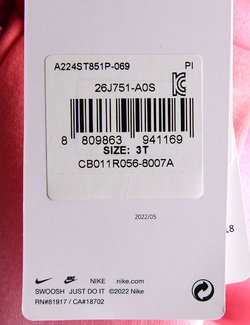 A224ST851P-069 PI
26J751-A0S
8 809863 941169
SIZE: 3T
CB011R056-8007A
2022/05
NIKE nike.com
SWOOSH JUST DO IT ©2022 Nike
RN#81917 / CA#18702